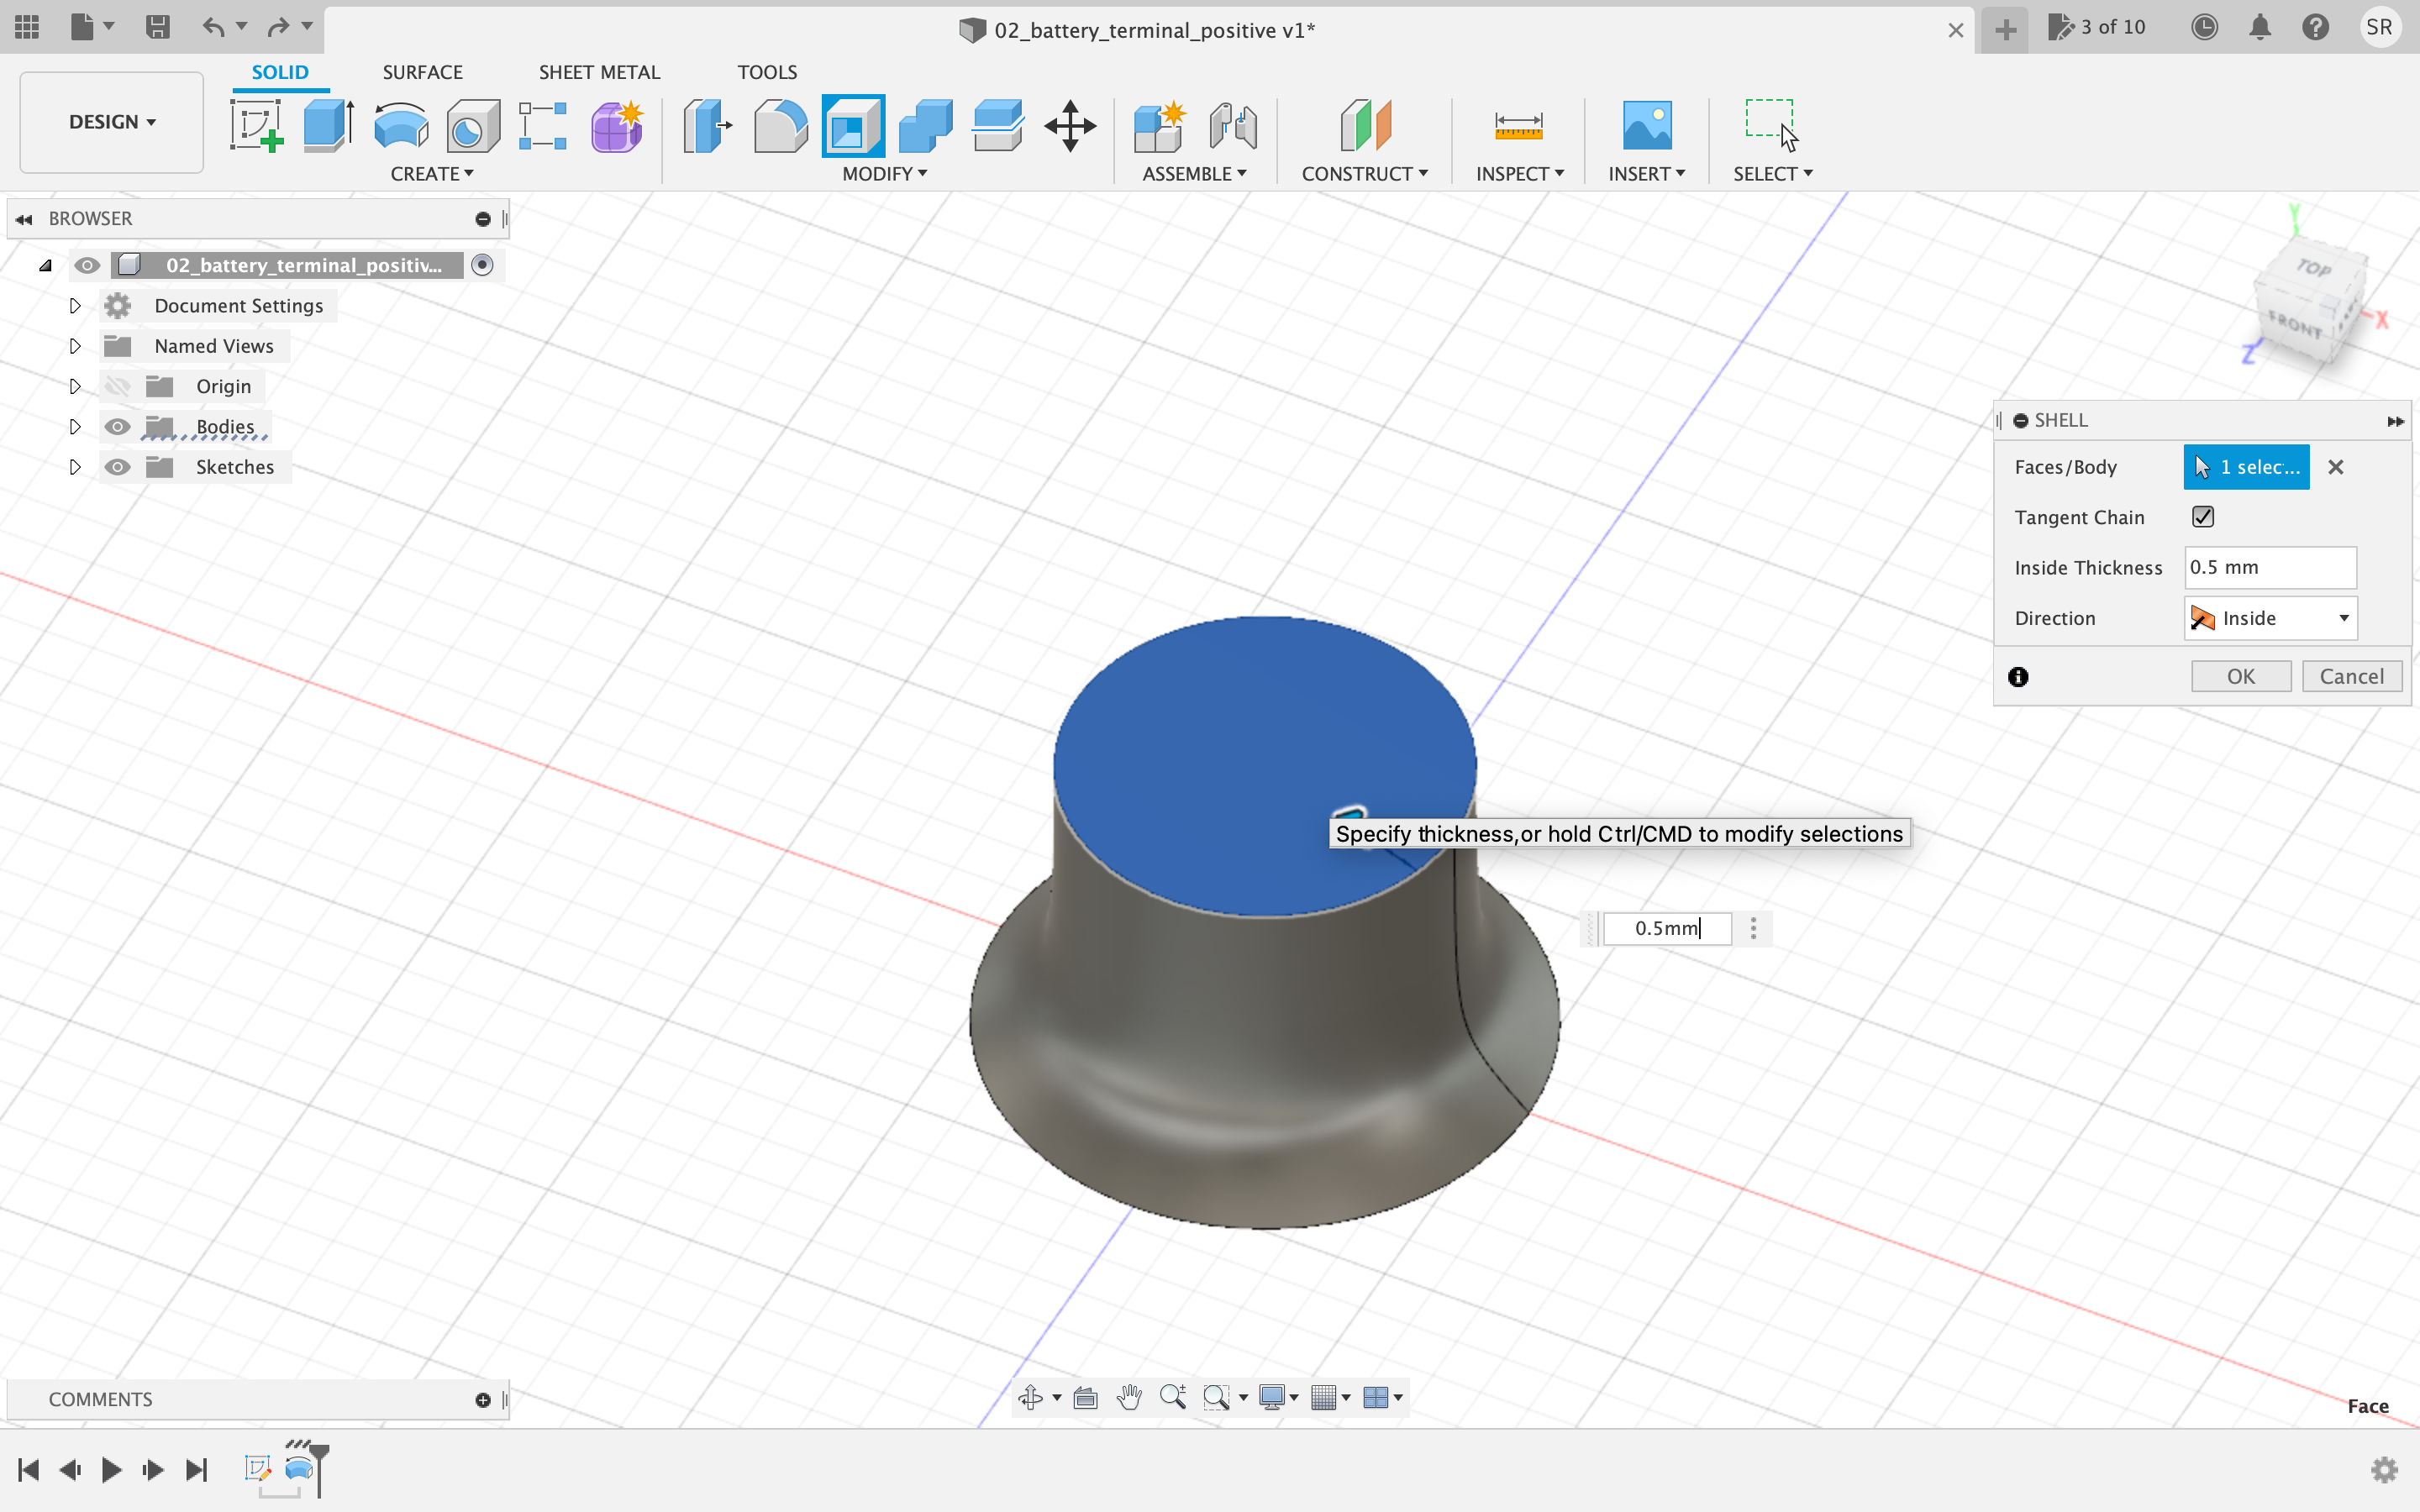 02_battery_terminal_positive v1*
3 of 10
SR
DESIGN
SOLID
SURFACE
SHEET METAL
TOOLS
CREATE
MODIFY
ASSEMBLE
CONSTRUCT
INSPECT
INSERT
SELECT
BROWSER
02_battery_terminal_positiv...
Document Settings
Named Views
Origin
Bodies
Sketches
Y
TOP
FRONT
X
Z
SHELL
Faces/Body
1 selec...
Tangent Chain
Inside Thickness
0.5 mm
Direction
Inside
OK
Cancel
Specify thickness,or hold Ctrl/CMD to modify selections
0.5mm
COMMENTS
Face